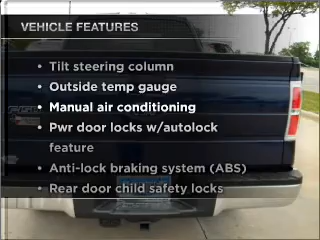 VEHICLE FEATURES
• Tilt steering column
• Outside temp gauge
• Manual air conditioning
• Pwr door locks w/autolock
feature
• Anti-lock braking system (ABS)
• Rear door child safety locks